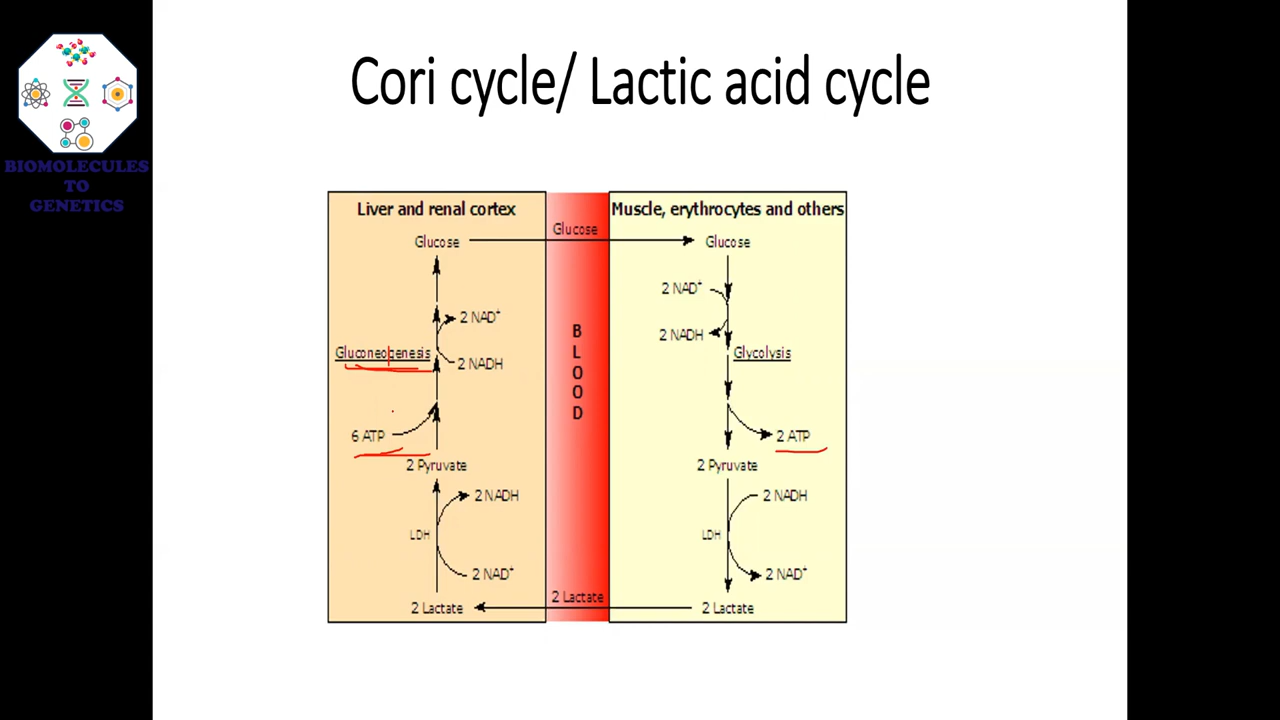 BIOMOLECULES
TO
GENETICS
Cori cycle/ Lactic acid cycle
Liver and renal cortex
Glucose
2 NAD⁺
Gluconeogenesis
2 NADH
6 ATP
2 Pyruvate
2 NADH
LDH
2 NAD⁺
2 Lactate
Glucose
BLOOD
2 Lactate
Muscle, erythrocytes and others
Glucose
2 NAD⁺
2 NADH
Glycolysis
2 ATP
2 Pyruvate
2 NADH
LDH
2 NAD⁺
2 Lactate